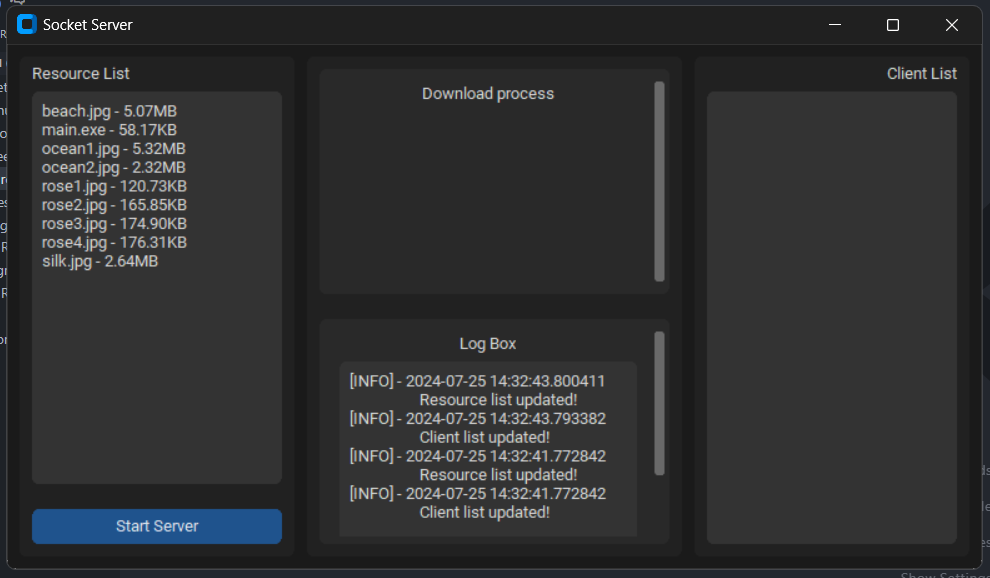 Socket Server
Resource List
beach.jpg - 5.07MB
main.exe - 58.17KB
ocean1.jpg - 5.32MB
ocean2.jpg - 2.32MB
rose1.jpg - 120.73KB
rose2.jpg - 165.85KB
rose3.jpg - 174.90KB
rose4.jpg - 176.31KB
silk.jpg - 2.64MB
Start Server
Download process
Log Box
[INFO] - 2024-07-25 14:32:43.800411
Resource list updated!
[INFO] - 2024-07-25 14:32:43.793382
Client list updated!
[INFO] - 2024-07-25 14:32:41.772842
Resource list updated!
[INFO] - 2024-07-25 14:32:41.772842
Client list updated!
Client List